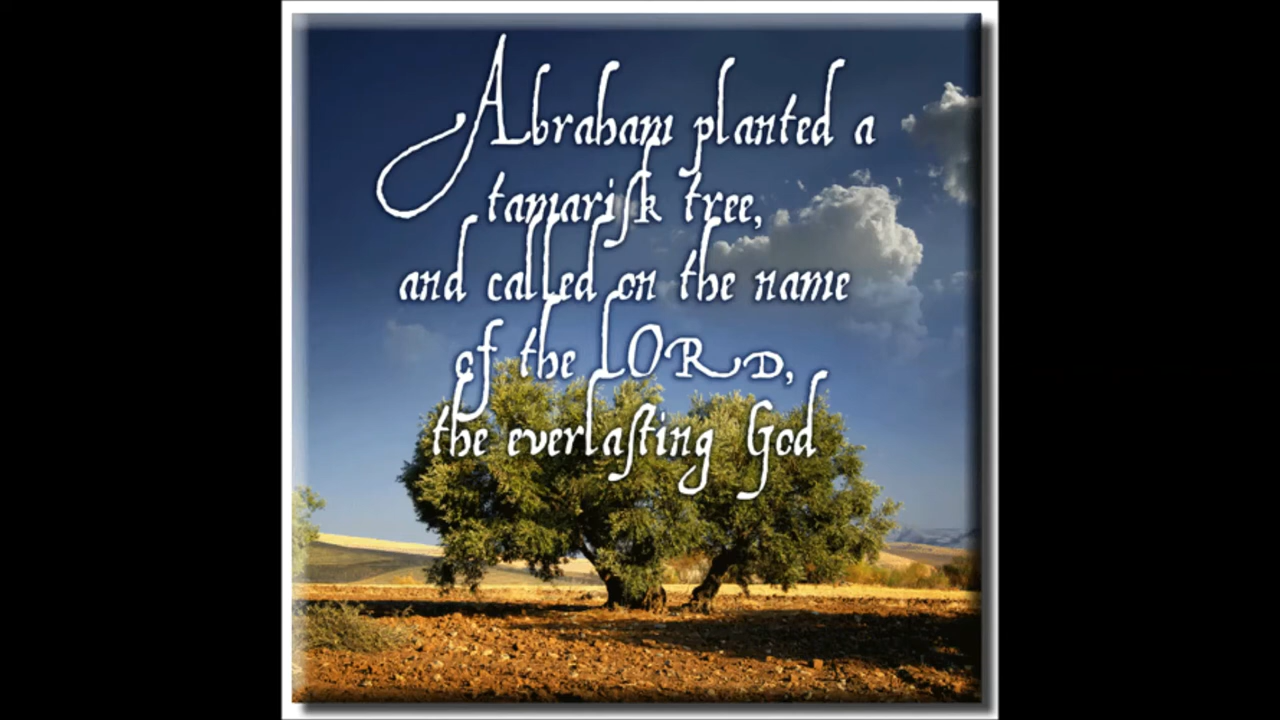 Abraham planted a
tamariſk tree,
and called on the name
of the LORD,
the everlaſting God